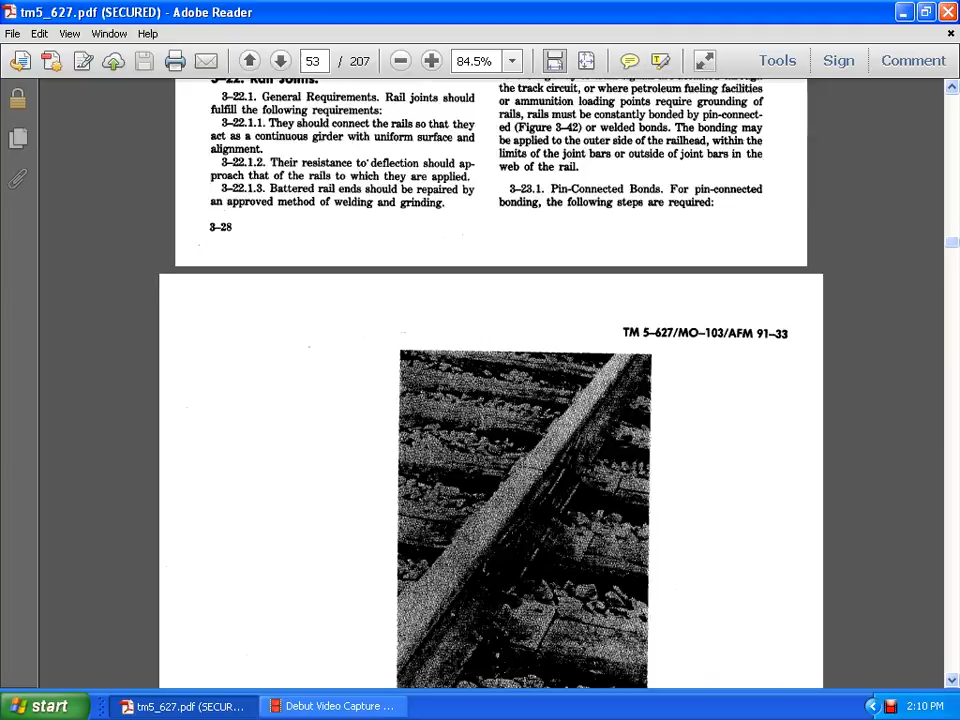 tm5_627.pdf (SECURED) - Adobe Reader
File Edit View Window Help
53 / 207 84.5% Tools Sign Comment
3-22. Rail Joints.
3–22.1. General Requirements. Rail joints should
fulfill the following requirements:
3–22.1.1. They should connect the rails so that they
act as a continuous girder with uniform surface and
alignment.
3–22.1.2. Their resistance to deflection should ap-
proach that of the rails to which they are applied.
3–22.1.3. Battered rail ends should be repaired by
an approved method of welding and grinding.
3–28
the track circuit, or where petroleum fueling facilities
or ammunition loading points require grounding of
rails, rails must be constantly bonded by pin-connect-
ed (Figure 3–42) or welded bonds. The bonding may
be applied to the outer side of the railhead, within the
limits of the joint bars or outside of joint bars in the
web of the rail.
3–23.1. Pin-Connected Bonds. For pin-connected
bonding, the following steps are required:
TM 5–627/MO–103/AFM 91–33
start tm5_627.pdf (SECUR... Debut Video Capture ... 2:10 PM